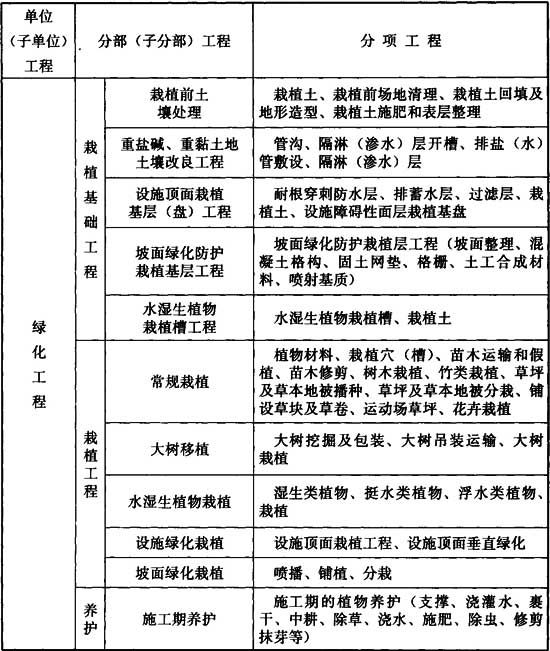 单位
（子单位）
工程
分部（子分部）工程
分 项 工 程
绿化工程
栽植基础工程
栽植前土
壤处理
栽植土、栽植前场地清理、栽植土回填及
地形造型、栽植土施肥和表层整理
重盐碱、重黏土地
土壤改良工程
管沟、隔淋（渗水）层开槽、排盐（水）
管敷设、隔淋（渗水）层
设施顶面栽植
基层（盘）工程
耐根穿刺防水层、排蓄水层、过滤层、栽
植土、设施障碍性面层栽植基盘
坡面绿化防护
栽植基层工程
坡面绿化防护栽植层工程（坡面整理、混
凝土格构、固土网垫、格栅、土工合成材
料、喷射基质）
水湿生植物
栽植槽工程
水湿生植物栽植槽、栽植土
栽植工程
常规栽植
植物材料、栽植穴（槽）、苗木运输和假
植、苗木修剪、树木栽植、竹类栽植、草坪
及草本地被播种、草坪及草本地被分栽、铺
设草块及草卷、运动场草坪、花卉栽植
大树移植
大树挖掘及包装、大树吊装运输、大树
栽植
水湿生植物栽植
湿生类植物、挺水类植物、浮水类植物、
栽植
设施绿化栽植
设施顶面栽植工程、设施顶面垂直绿化
坡面绿化栽植
喷播、铺植、分栽
养护
施工期养护
施工期的植物养护（支撑、浇灌水、裹
干、中耕、除草、浇水、施肥、除虫、修剪
抹芽等）